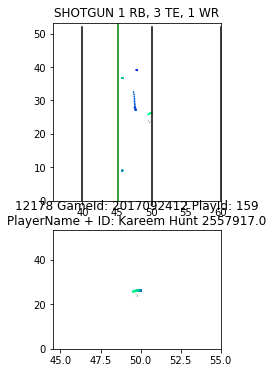 SHOTGUN 1 RB, 3 TE, 1 WR
50
40
30
20
10
0
40 45 50 55 60
12178 GameId: 2017092412 PlayId: 159
PlayerName + ID: Kareem Hunt 2557917.0
40
20
0
45.0 47.5 50.0 52.5 55.0